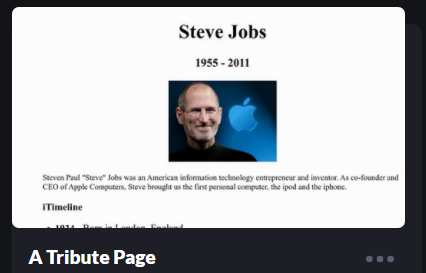 Steve Jobs
1955 - 2011
Steven Paul "Steve" Jobs was an American information technology entrepreneur and inventor. As co-founder and
CEO of Apple Computers, Steve brought us the first personal computer, the ipod and the iphone.
iTimeline
1934 - Born in London, England
A Tribute Page